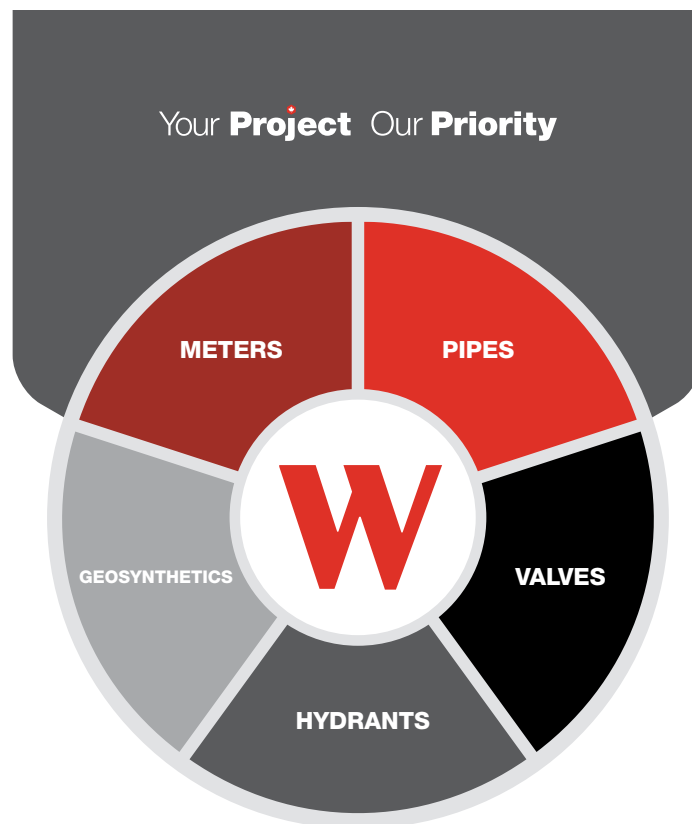 Your Project Our Priority
METERS
PIPES
GEOSYNTHETICS
W
VALVES
HYDRANTS